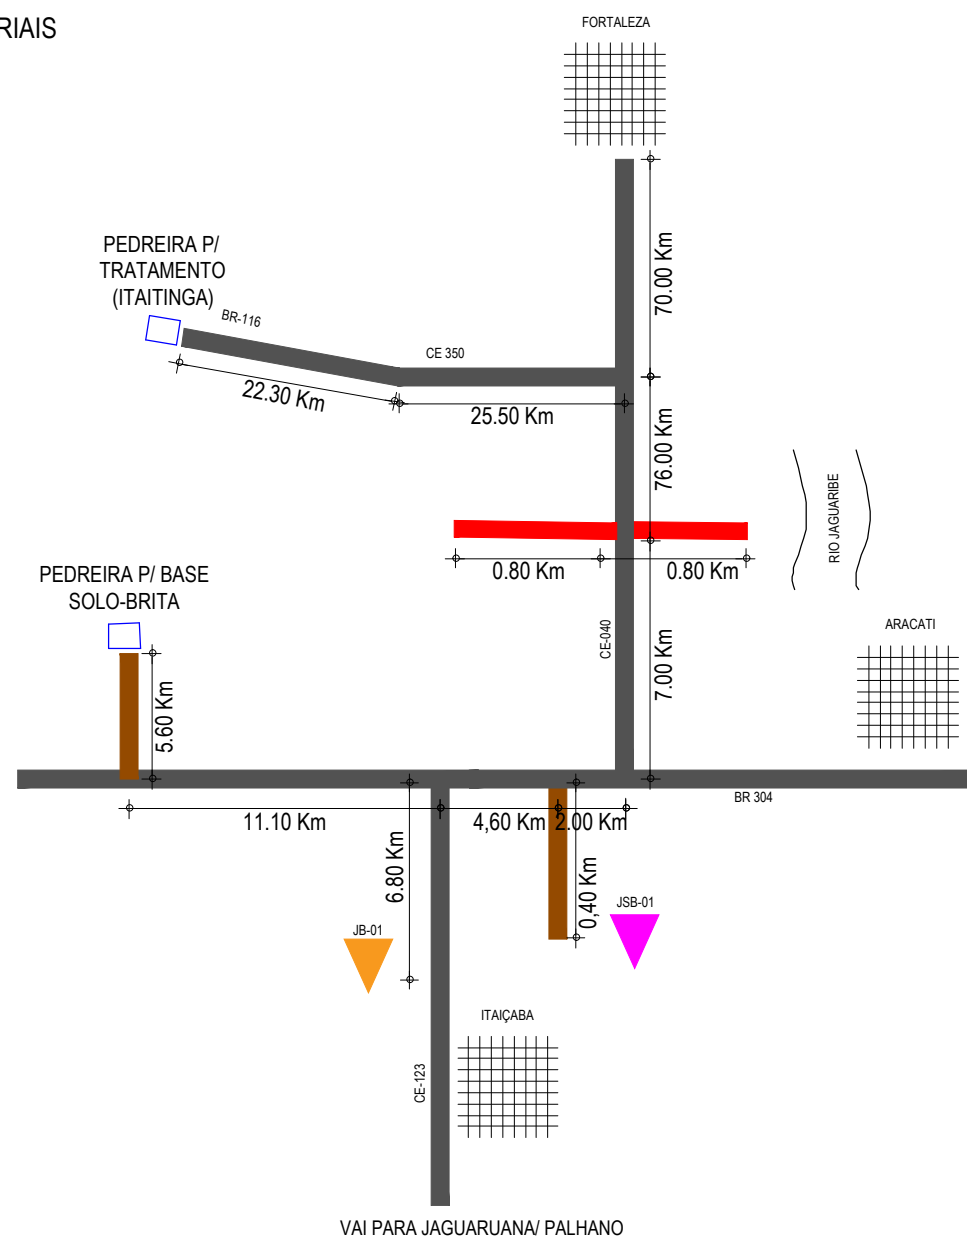 RIAIS
FORTALEZA
PEDREIRA P/
TRATAMENTO
(ITAITINGA)
BR-116
CE 350
22.30 Km
25.50 Km
70.00 Km
76.00 Km
RIO JAGUARIBE
0.80 Km
0.80 Km
PEDREIRA P/ BASE
SOLO-BRITA
CE-040
7.00 Km
ARACATI
5.60 Km
BR 304
11.10 Km
4,60 Km
2.00 Km
6.80 Km
0,40 Km
JB-01
JSB-01
ITAIÇABA
CE-123
VAI PARA JAGUARUANA/ PALHANO